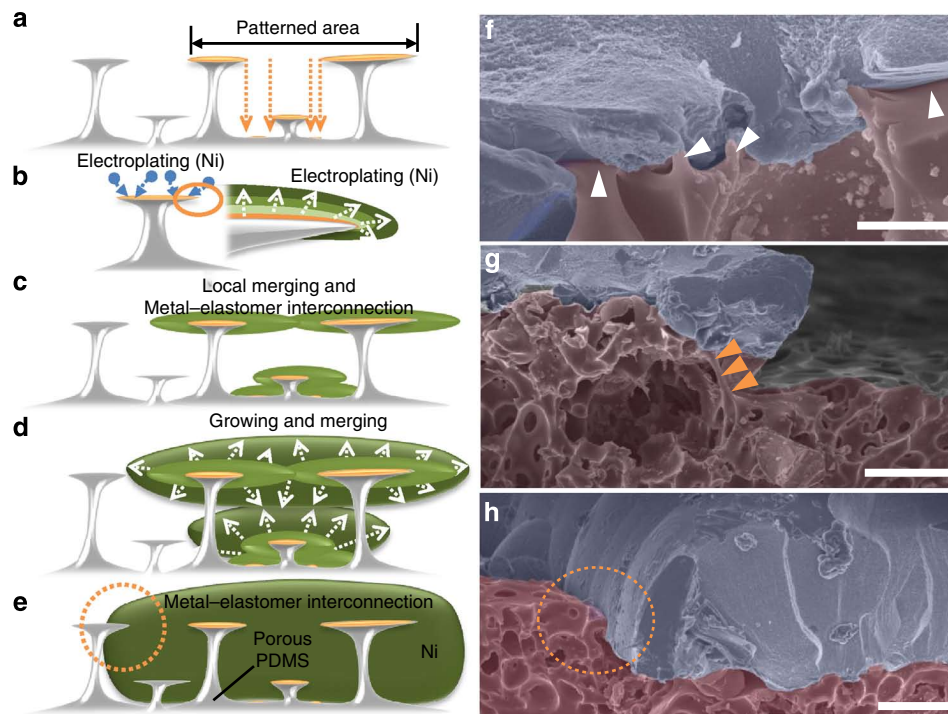 a
Patterned area
b
Electroplating (Ni)
Electroplating (Ni)
c
Local merging and
Metal–elastomer interconnection
d
Growing and merging
e
Metal–elastomer interconnection
Porous
PDMS
Ni
f
g
h